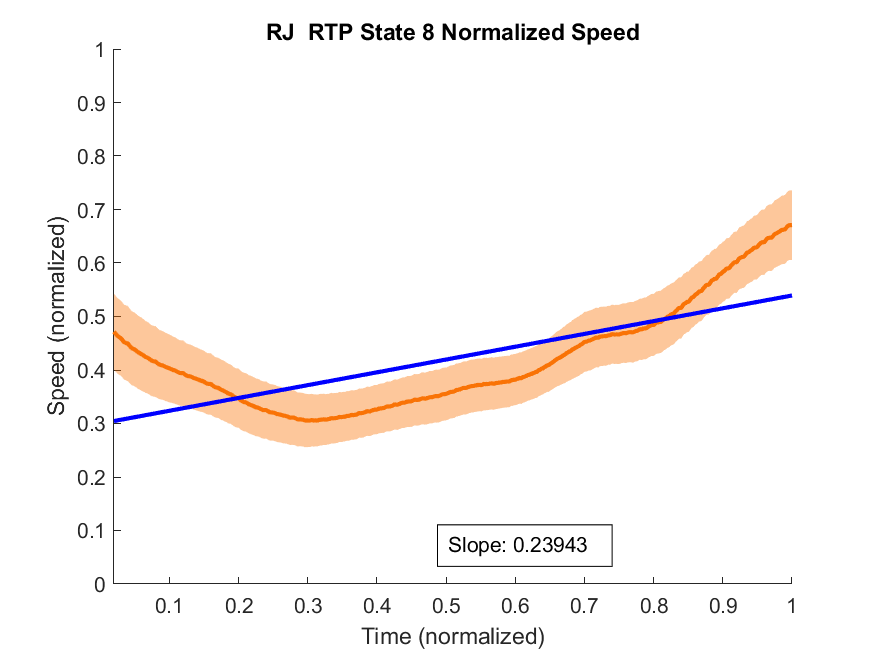 RJ  RTP State 8 Normalized Speed
1
0.9
0.8
0.7
0.6
0.5
0.4
0.3
0.2
0.1
0
Speed (normalized)
Slope: 0.23943
0.1 0.2 0.3 0.4 0.5 0.6 0.7 0.8 0.9 1
Time (normalized)